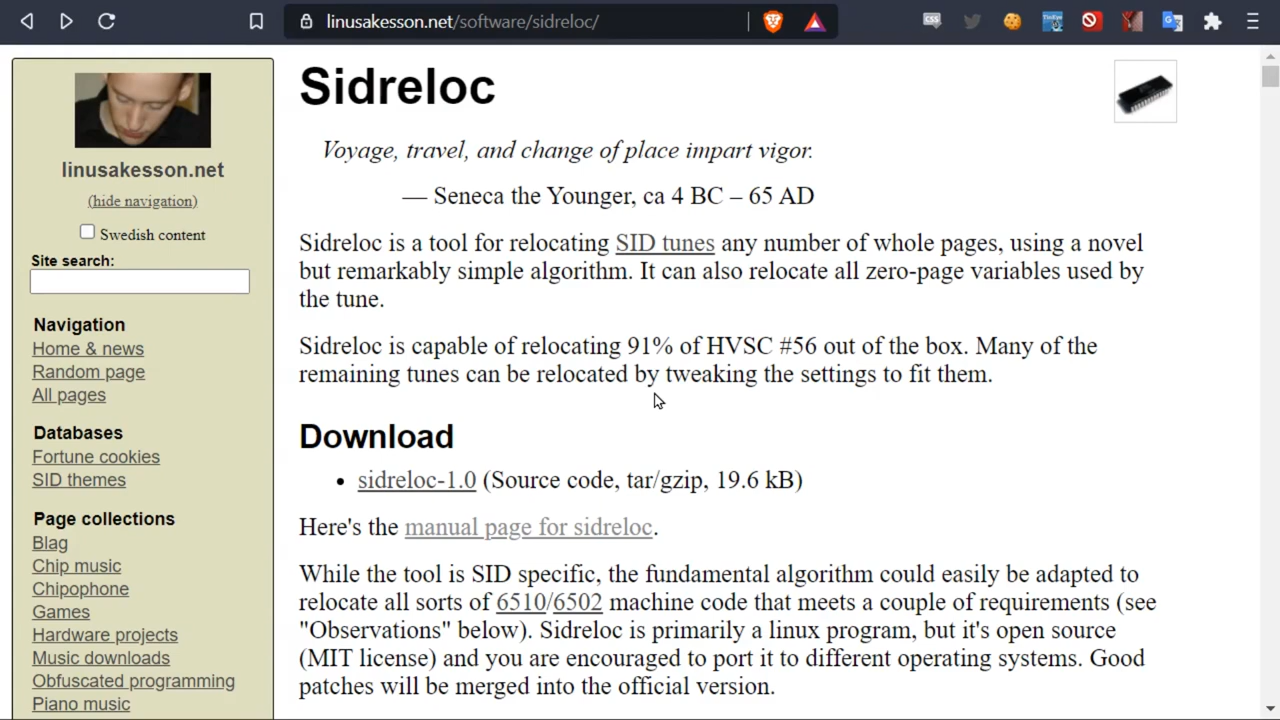 linusakesson.net/software/sidreloc/
CSS
linusakesson.net
(hide navigation)
Swedish content
Site search:
Navigation
Home & news
Random page
All pages
Databases
Fortune cookies
SID themes
Page collections
Blag
Chip music
Chipophone
Games
Hardware projects
Music downloads
Obfuscated programming
Piano music
Sidreloc
Voyage, travel, and change of place impart vigor.
— Seneca the Younger, ca 4 BC – 65 AD
Sidreloc is a tool for relocating SID tunes any number of whole pages, using a novel
but remarkably simple algorithm. It can also relocate all zero-page variables used by
the tune.
Sidreloc is capable of relocating 91% of HVSC #56 out of the box. Many of the
remaining tunes can be relocated by tweaking the settings to fit them.
Download
• sidreloc-1.0 (Source code, tar/gzip, 19.6 kB)
Here's the manual page for sidreloc.
While the tool is SID specific, the fundamental algorithm could easily be adapted to
relocate all sorts of 6510/6502 machine code that meets a couple of requirements (see
"Observations" below). Sidreloc is primarily a linux program, but it's open source
(MIT license) and you are encouraged to port it to different operating systems. Good
patches will be merged into the official version.